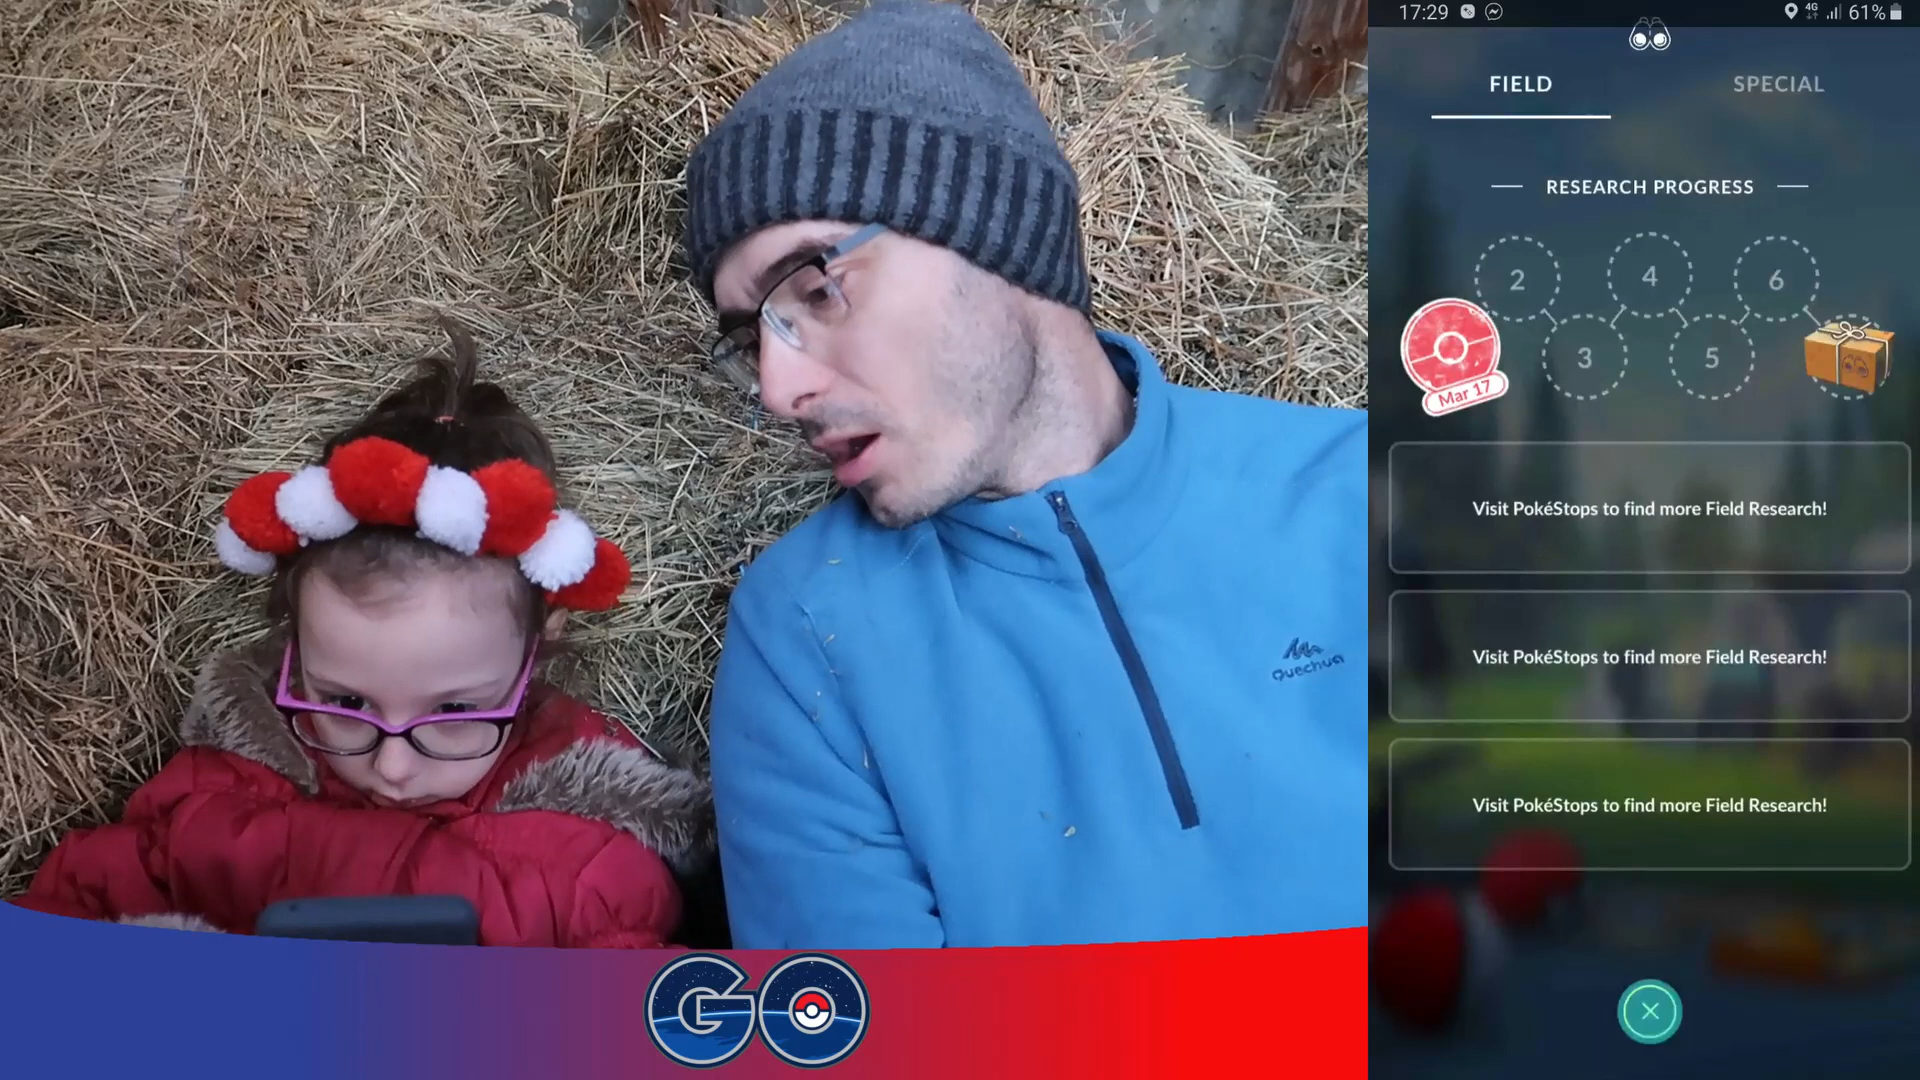 17:29
4G
61%
FIELD
SPECIAL
RESEARCH PROGRESS
2
4
6
3
5
Mar 17
Visit PokéStops to find more Field Research!
Visit PokéStops to find more Field Research!
Visit PokéStops to find more Field Research!
Quechua
GO